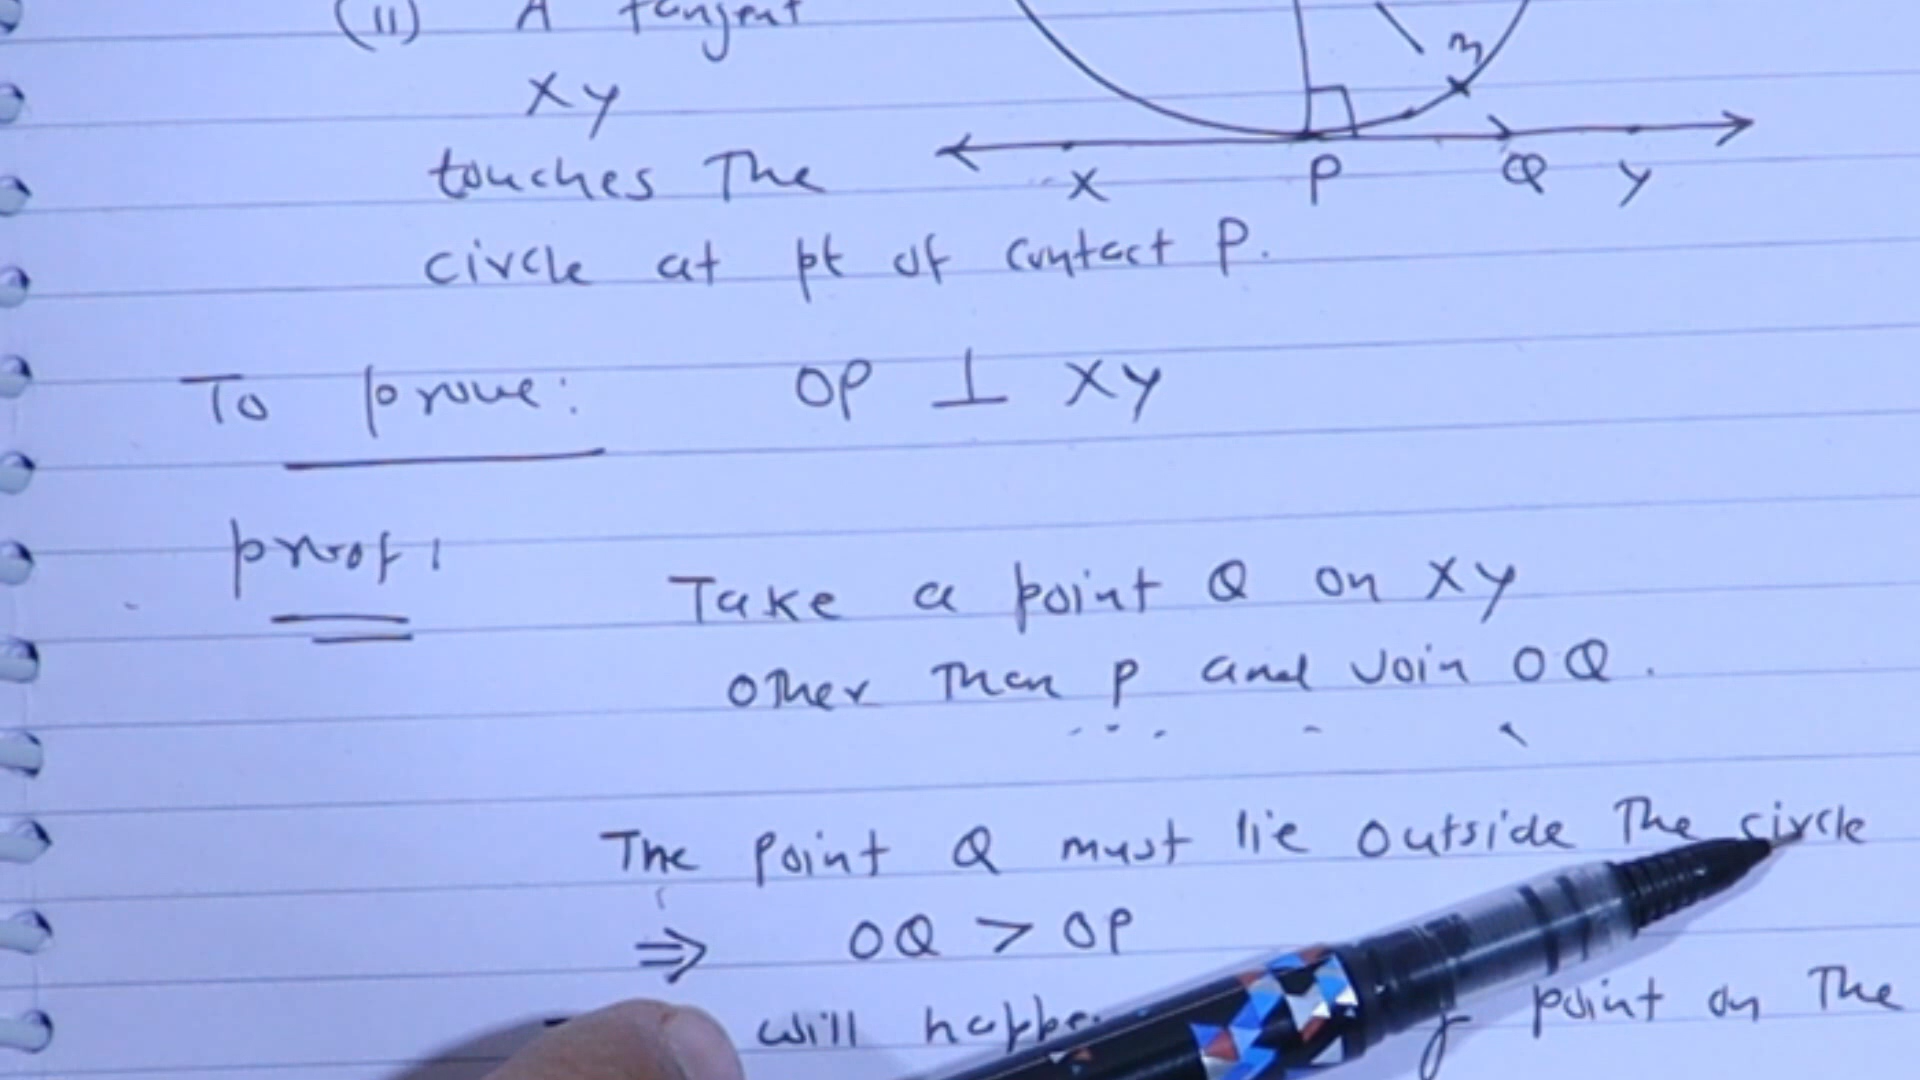 (ii) A tangent
XY
touches The
circle at pt of contact P.
m
X P Q Y
To prove: OP ⊥ XY
proof:
Take a point Q on XY
other than P and Join OQ.
The point Q must lie outside The circle
⇒ OQ > OP
will happen point on The